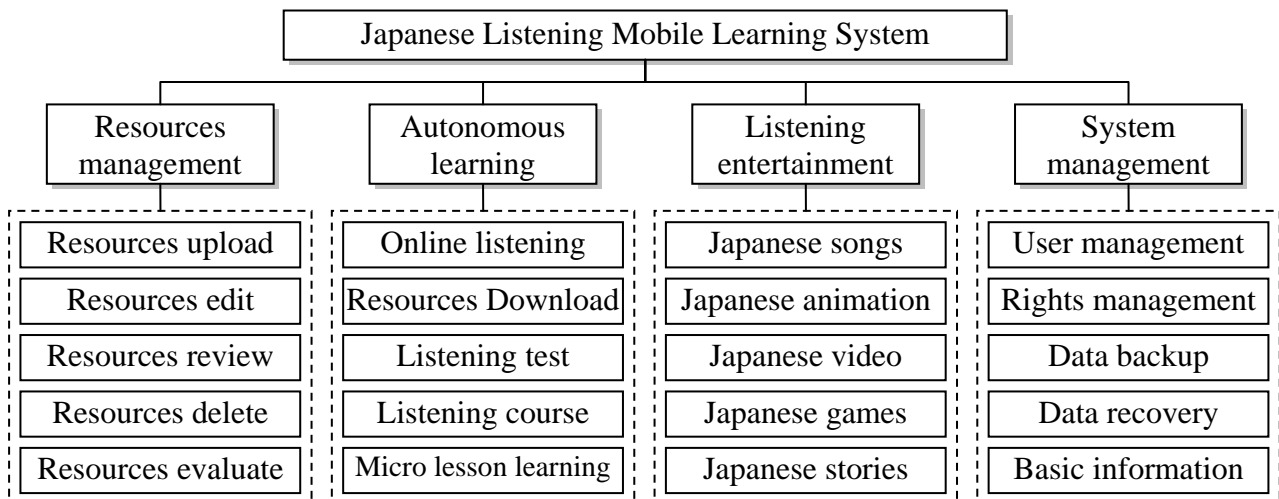 Japanese Listening Mobile Learning System
Resources
management
Autonomous
learning
Listening
entertainment
System
management
Resources upload
Resources edit
Resources review
Resources delete
Resources evaluate
Online listening
Resources Download
Listening test
Listening course
Micro lesson learning
Japanese songs
Japanese animation
Japanese video
Japanese games
Japanese stories
User management
Rights management
Data backup
Data recovery
Basic information